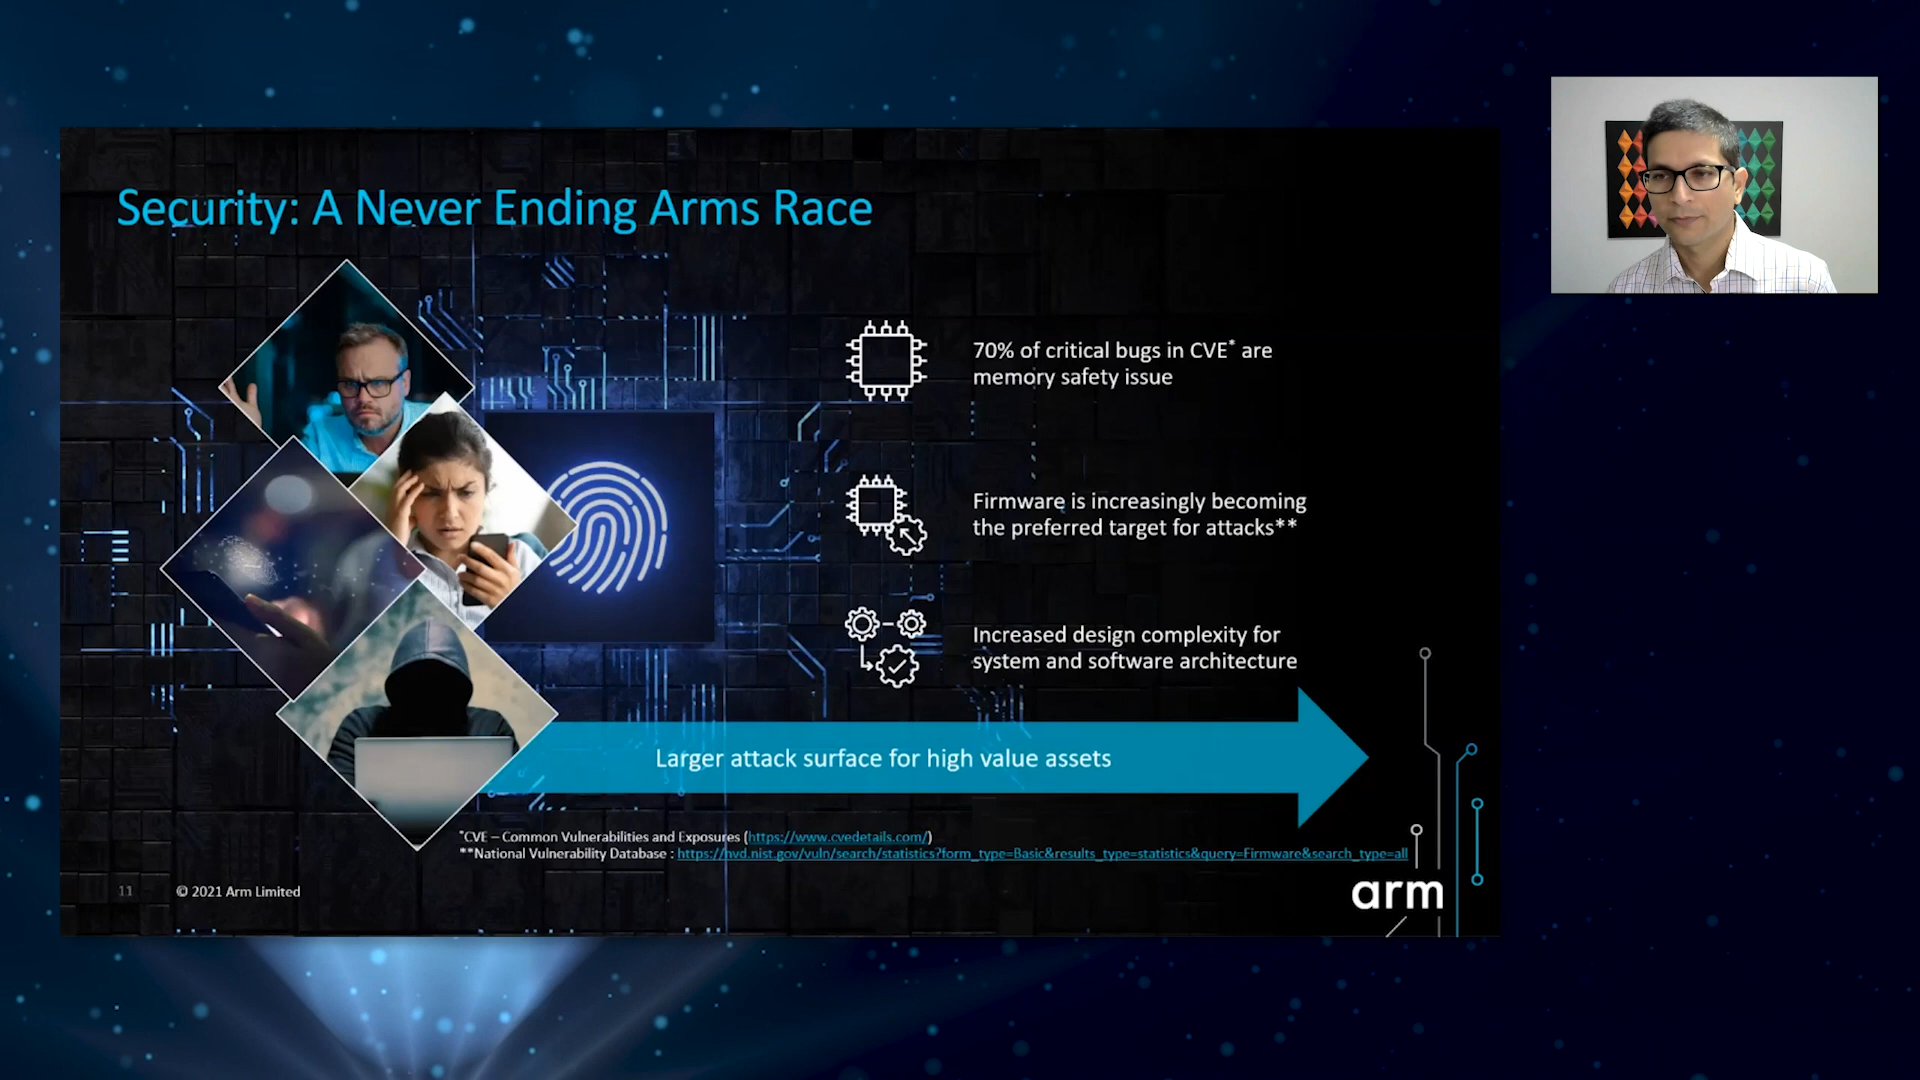 Security: A Never Ending Arms Race
70% of critical bugs in CVE* are
memory safety issue
Firmware is increasingly becoming
the preferred target for attacks**
Increased design complexity for
system and software architecture
Larger attack surface for high value assets
*CVE – Common Vulnerabilities and Exposures (https://www.cvedetails.com/)
**National Vulnerability Database : https://nvd.nist.gov/vuln/search/statistics?form_type=Basic&results_type=statistics&query=Firmware&search_type=all
11 © 2021 Arm Limited
arm